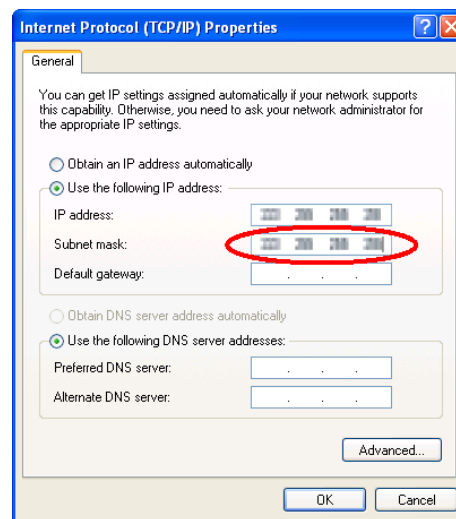 Internet Protocol (TCP/IP) Properties
General
You can get IP settings assigned automatically if your network supports
this capability. Otherwise, you need to ask your network administrator for
the appropriate IP settings.
Obtain an IP address automatically
Use the following IP address:
IP address:
Subnet mask:
Default gateway:
Obtain DNS server address automatically
Use the following DNS server addresses:
Preferred DNS server:
Alternate DNS server:
Advanced...
OK Cancel